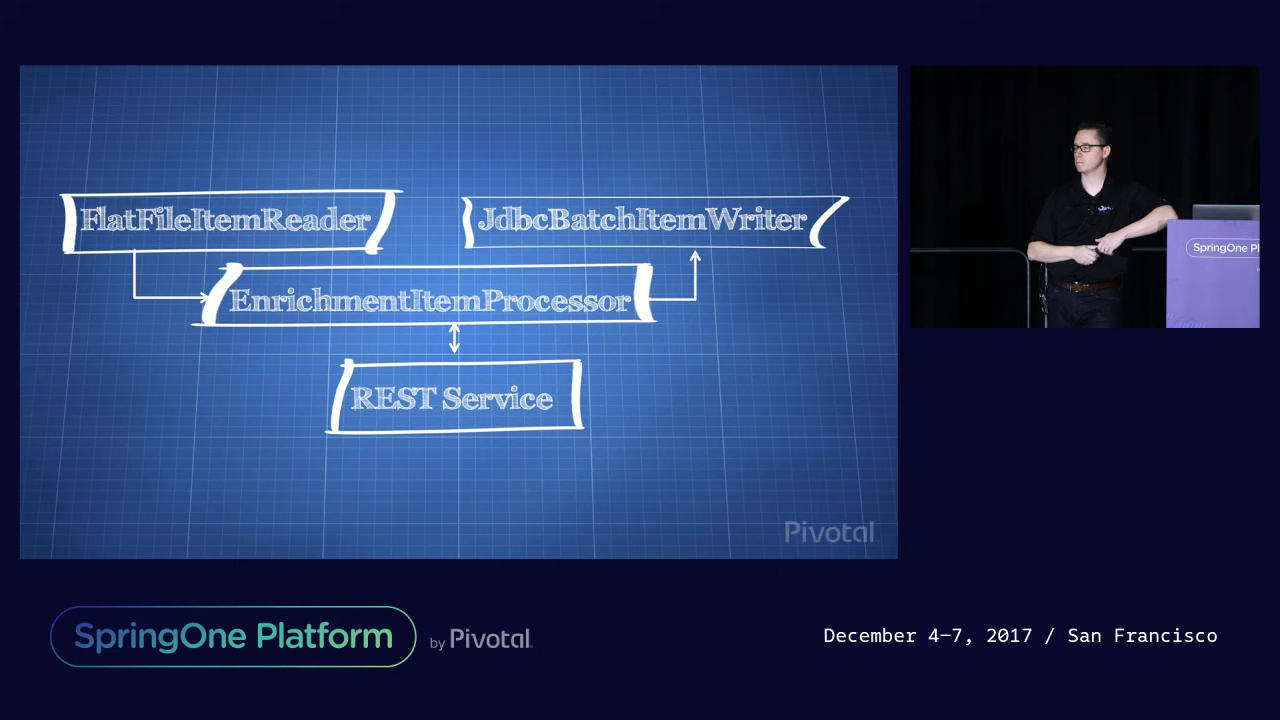 FlatFileItemReader
JdbcBatchItemWriter
EnrichmentItemProcessor
REST Service
Pivotal
SpringOne Pl
SpringOne Platform
by Pivotal.
December 4–7, 2017 / San Francisco